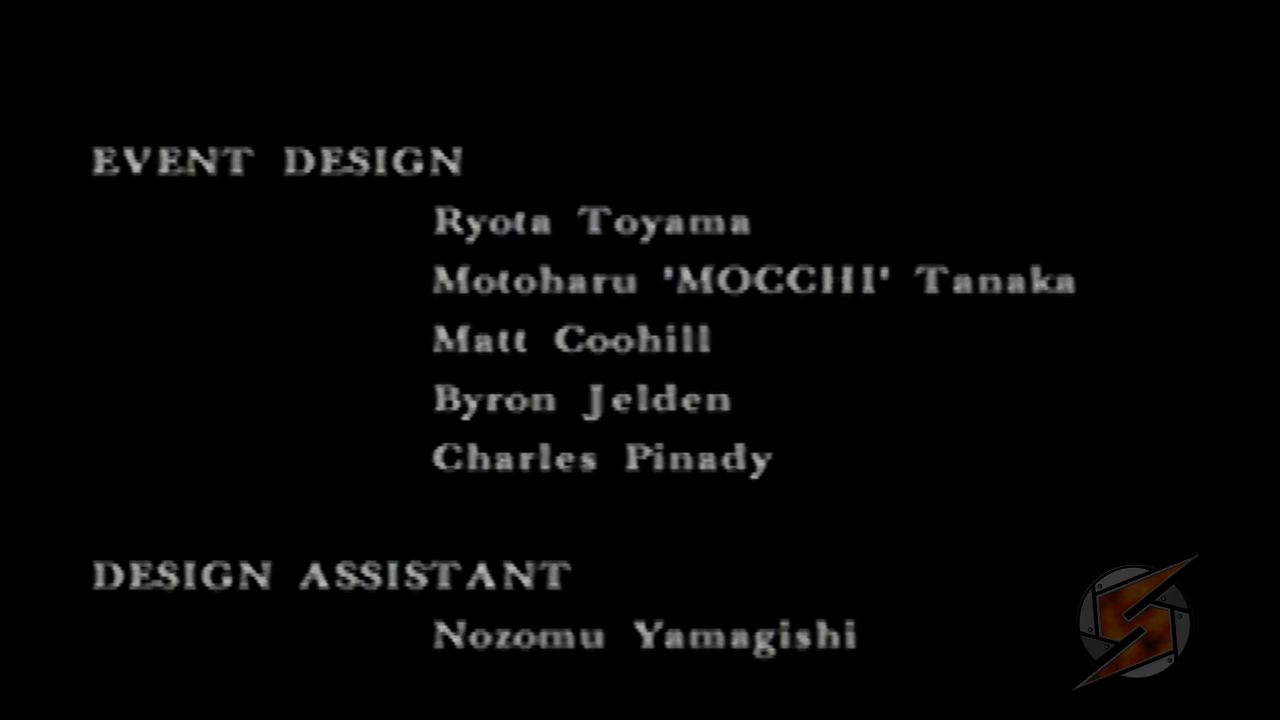 EVENT DESIGN
Ryota Toyama
Motoharu 'MOCCHI' Tanaka
Matt Coohill
Byron Jelden
Charles Pinady
DESIGN ASSISTANT
Nozomu Yamagishi